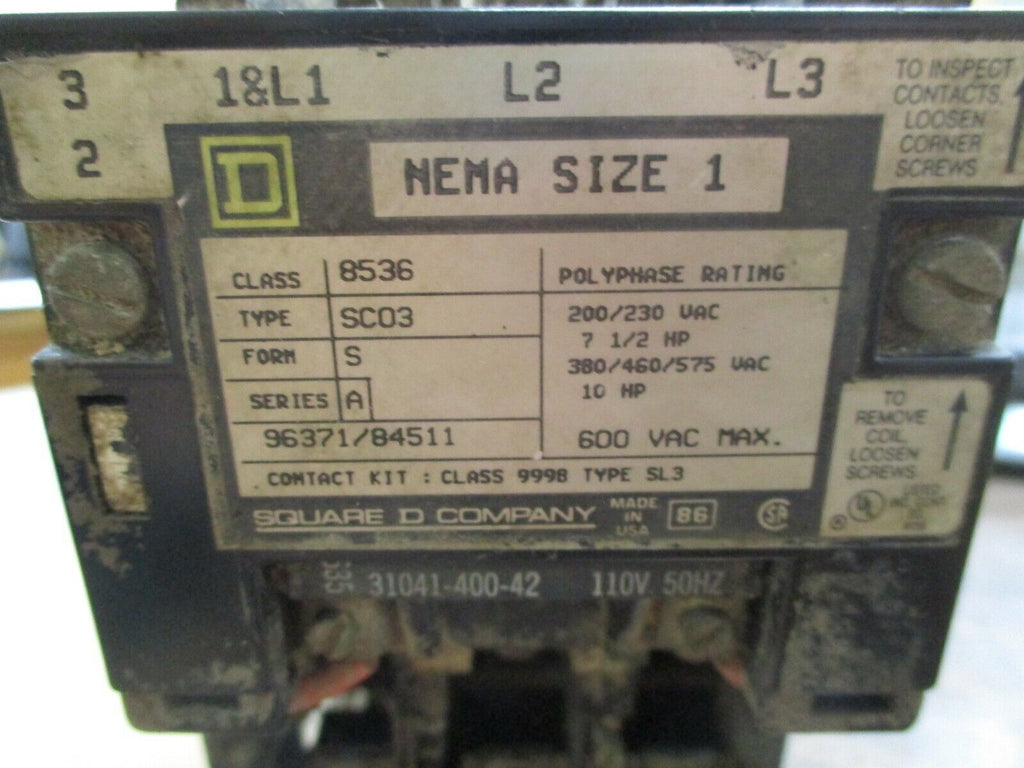 3 1&L1 L2 L3
2
TO INSPECT
CONTACTS,
LOOSEN
CORNER
SCREWS
D NEMA SIZE 1
CLASS 8536
TYPE SCO3
FORM S
SERIES A
96371/84511
POLYPHASE RATING
200/230 VAC
7 1/2 HP
380/460/575 VAC
10 HP
600 VAC MAX.
CONTACT KIT : CLASS 9998 TYPE SL3
SQUARE D COMPANY
MADE
IN
USA
86
TO
REMOVE
COIL,
LOOSEN
SCREWS
UL
31041-400-42 110V 50HZ